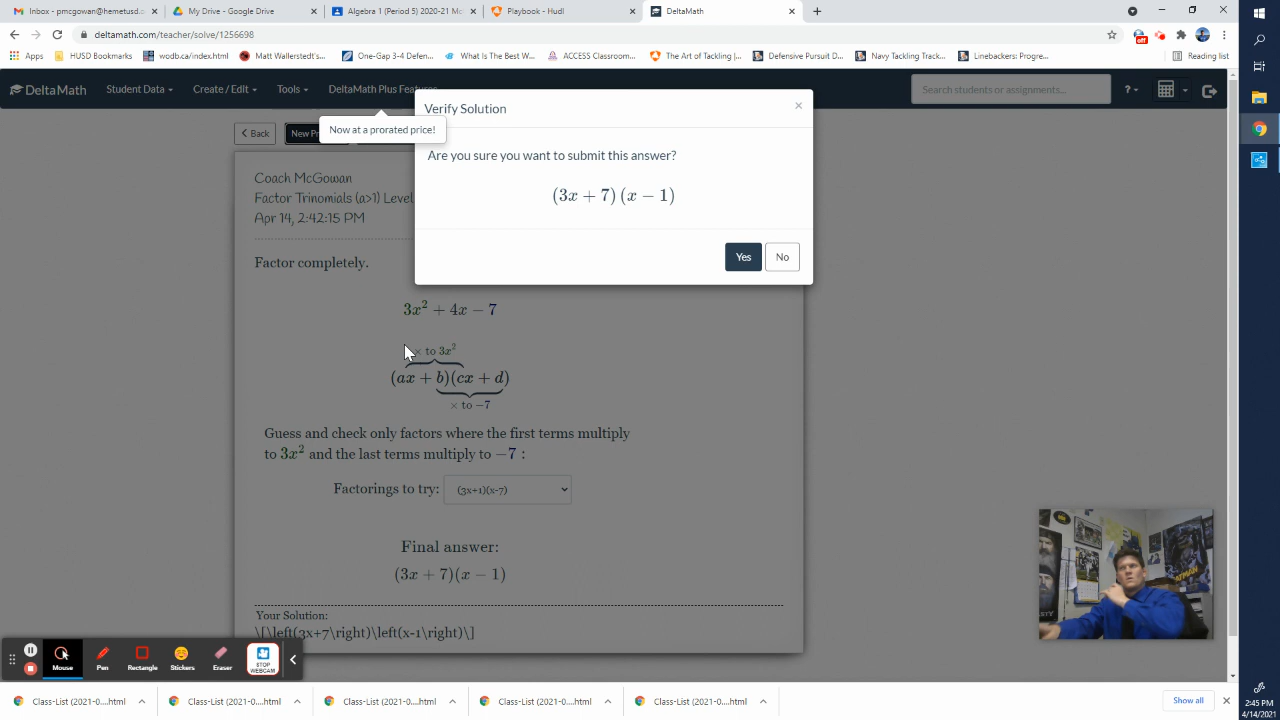 Inbox - pmcgowan@hemetusd.o
My Drive - Google Drive
Algebra 1 (Period 5) 2020-21 Mc
Playbook - Hudl
DeltaMath
deltamath.com/teacher/solve/1256698
off
Apps
HUSD Bookmarks
wodb.ca/index.html
Matt Wallerstedt's...
One-Gap 3-4 Defen...
What Is The Best W...
ACCESS Classroom...
The Art of Tackling |...
Defensive Pursuit D...
Navy Tackling Track...
Linebackers: Progre...
Reading list
DeltaMath
Student Data
Create / Edit
Tools
DeltaMath Plus Features
Search students or assignments...
?
Now at a prorated price!
Back
New Pr
Verify Solution
×
Are you sure you want to submit this answer?
(3x + 7) (x − 1)
Yes
No
Coach McGowan
Factor Trinomials (a>1) Level
Apr 14, 2:42:15 PM
Factor completely.
3x² + 4x − 7
× to 3x²
(ax + b)(cx + d)
× to −7
Guess and check only factors where the first terms multiply
to 3x² and the last terms multiply to −7 :
Factorings to try: (3x+1)(x-7)
Final answer:
(3x + 7)(x − 1)
Your Solution:
\[\left(3x+7\right)\left(x-1\right)\]
Mouse
Pen
Rectangle
Stickers
Eraser
STOP
WEBCAM
Class-List (2021-0....html
Class-List (2021-0....html
Class-List (2021-0....html
Class-List (2021-0....html
Class-List (2021-0....html
Show all
2:45 PM
4/14/2021